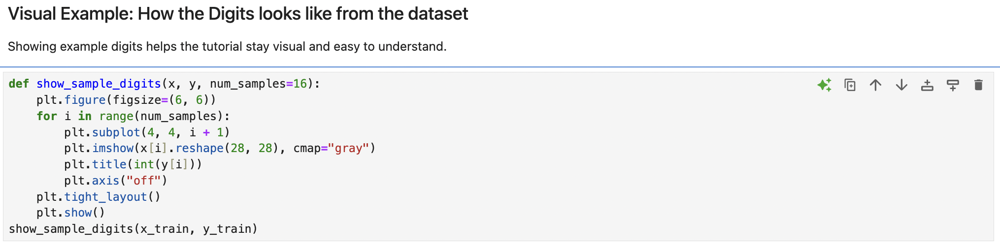 Visual Example: How the Digits looks like from the dataset
Showing example digits helps the tutorial stay visual and easy to understand.
def show_sample_digits(x, y, num_samples=16):
    plt.figure(figsize=(6, 6))
    for i in range(num_samples):
        plt.subplot(4, 4, i + 1)
        plt.imshow(x[i].reshape(28, 28), cmap="gray")
        plt.title(int(y[i]))
        plt.axis("off")
    plt.tight_layout()
    plt.show()
show_sample_digits(x_train, y_train)